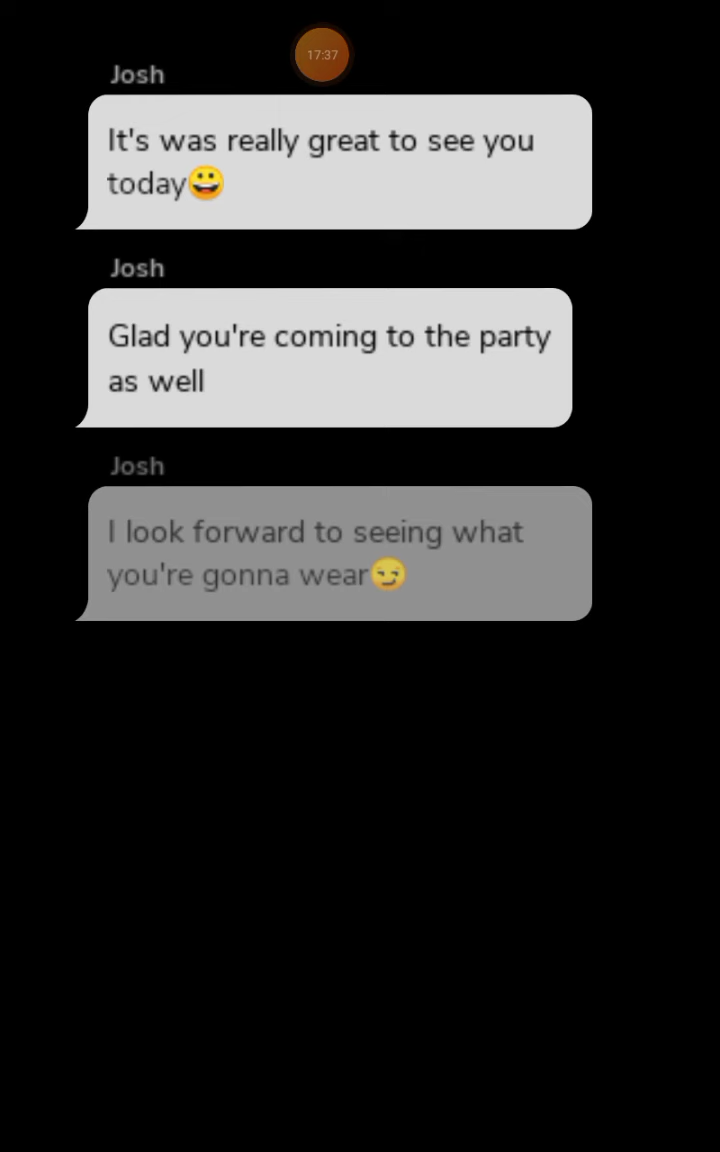 17:37
Josh
It's was really great to see you
today😀
Josh
Glad you're coming to the party
as well
Josh
I look forward to seeing what
you're gonna wear😏